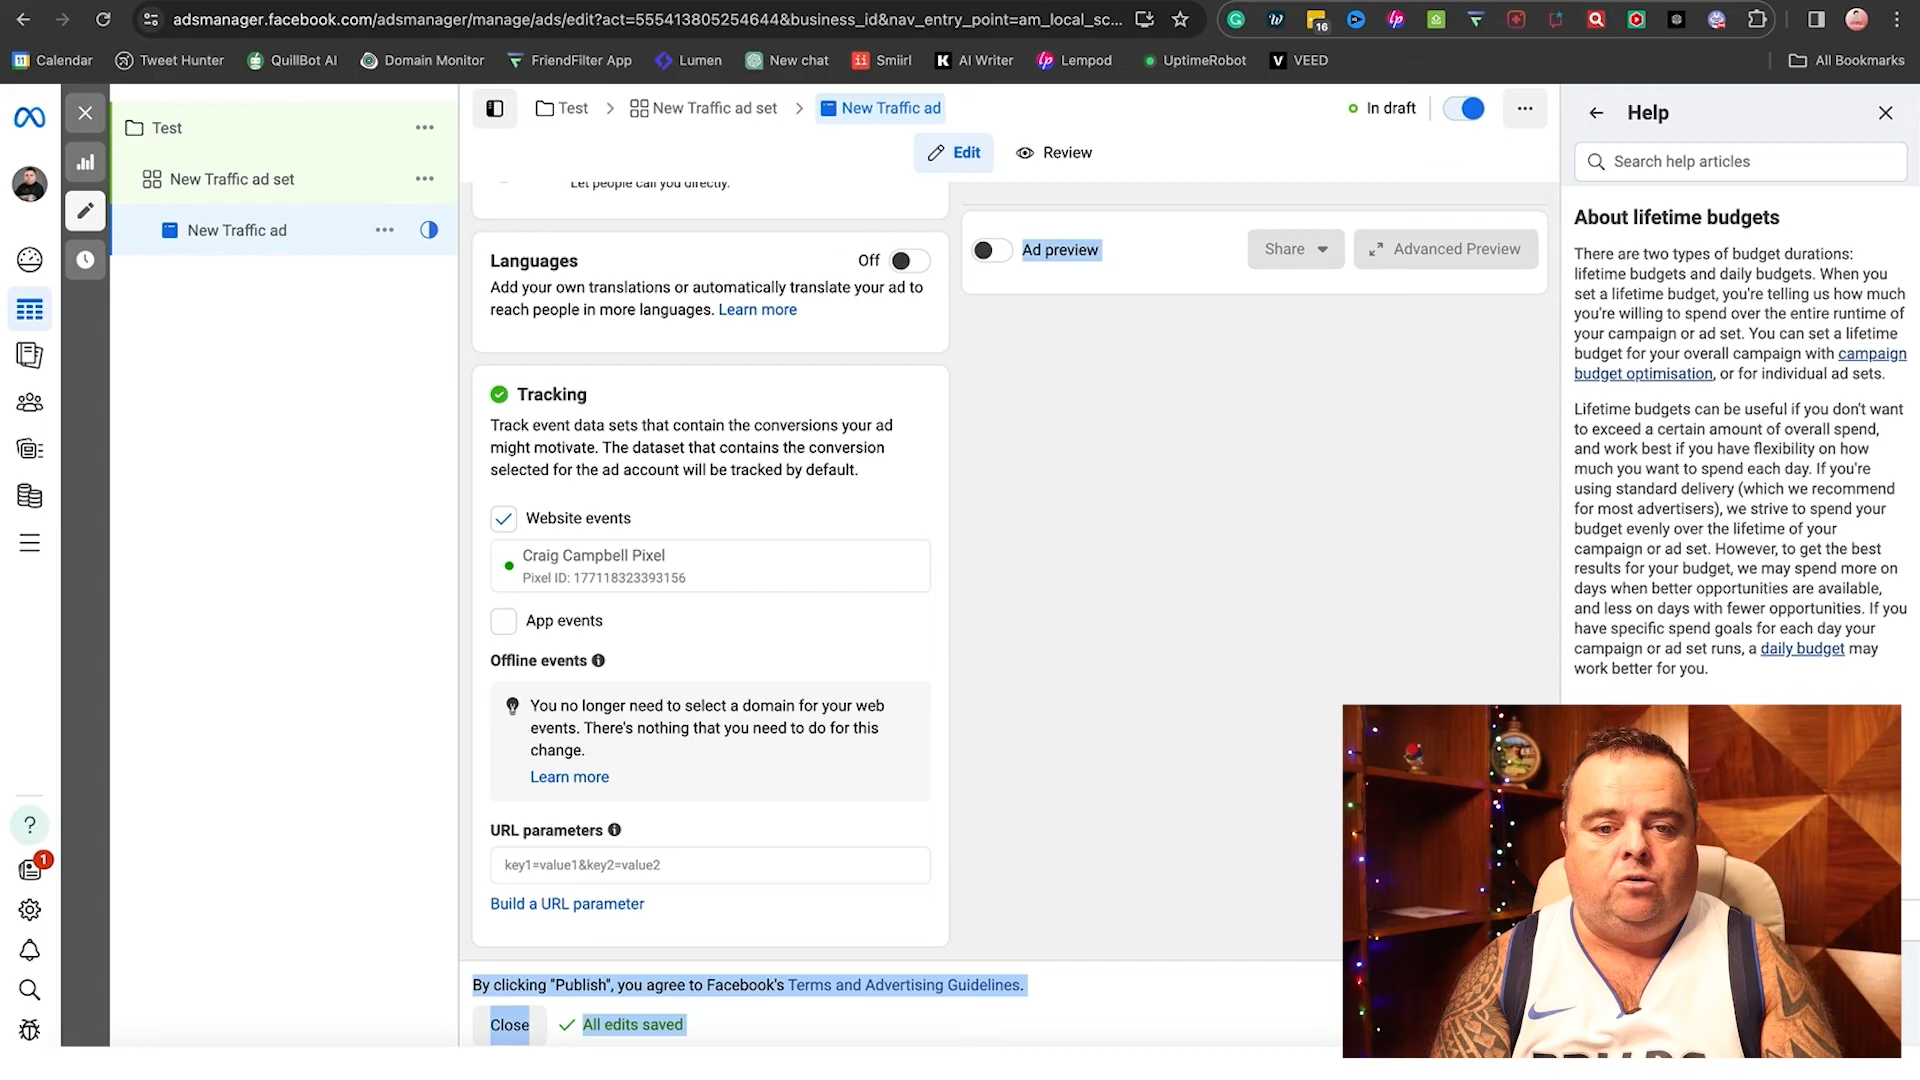 adsmanager.facebook.com/adsmanager/manage/ads/edit?act=555413805254644&business_id&nav_entry_point=am_local_sc...
16
Calendar
Tweet Hunter
QuillBot AI
Domain Monitor
FriendFilter App
Lumen
New chat
Smiirl
AI Writer
Lempod
UptimeRobot
VEED
All Bookmarks
Test
New Traffic ad set
New Traffic ad
Test
New Traffic ad set
New Traffic ad
In draft
Edit
Review
Let people call you directly.
Languages
Off
Add your own translations or automatically translate your ad to
reach people in more languages. Learn more
Tracking
Track event data sets that contain the conversions your ad
might motivate. The dataset that contains the conversion
selected for the ad account will be tracked by default.
Website events
Craig Campbell Pixel
Pixel ID: 177118323393156
App events
Offline events
You no longer need to select a domain for your web
events. There's nothing that you need to do for this
change.
Learn more
URL parameters
key1=value1&key2=value2
Build a URL parameter
By clicking "Publish", you agree to Facebook's Terms and Advertising Guidelines.
Close
All edits saved
Ad preview
Share
Advanced Preview
Help
Search help articles
About lifetime budgets
There are two types of budget durations:
lifetime budgets and daily budgets. When you
set a lifetime budget, you're telling us how much
you're willing to spend over the entire runtime of
your campaign or ad set. You can set a lifetime
budget for your overall campaign with campaign
budget optimisation, or for individual ad sets.
Lifetime budgets can be useful if you don't want
to exceed a certain amount of overall spend,
and work best if you have flexibility on how
much you want to spend each day. If you're
using standard delivery (which we recommend
for most advertisers), we strive to spend your
budget evenly over the lifetime of your
campaign or ad set. However, to get the best
results for your budget, we may spend more on
days when better opportunities are available,
and less on days with fewer opportunities. If you
have specific spend goals for each day your
campaign or ad set runs, a daily budget may
work better for you.
1